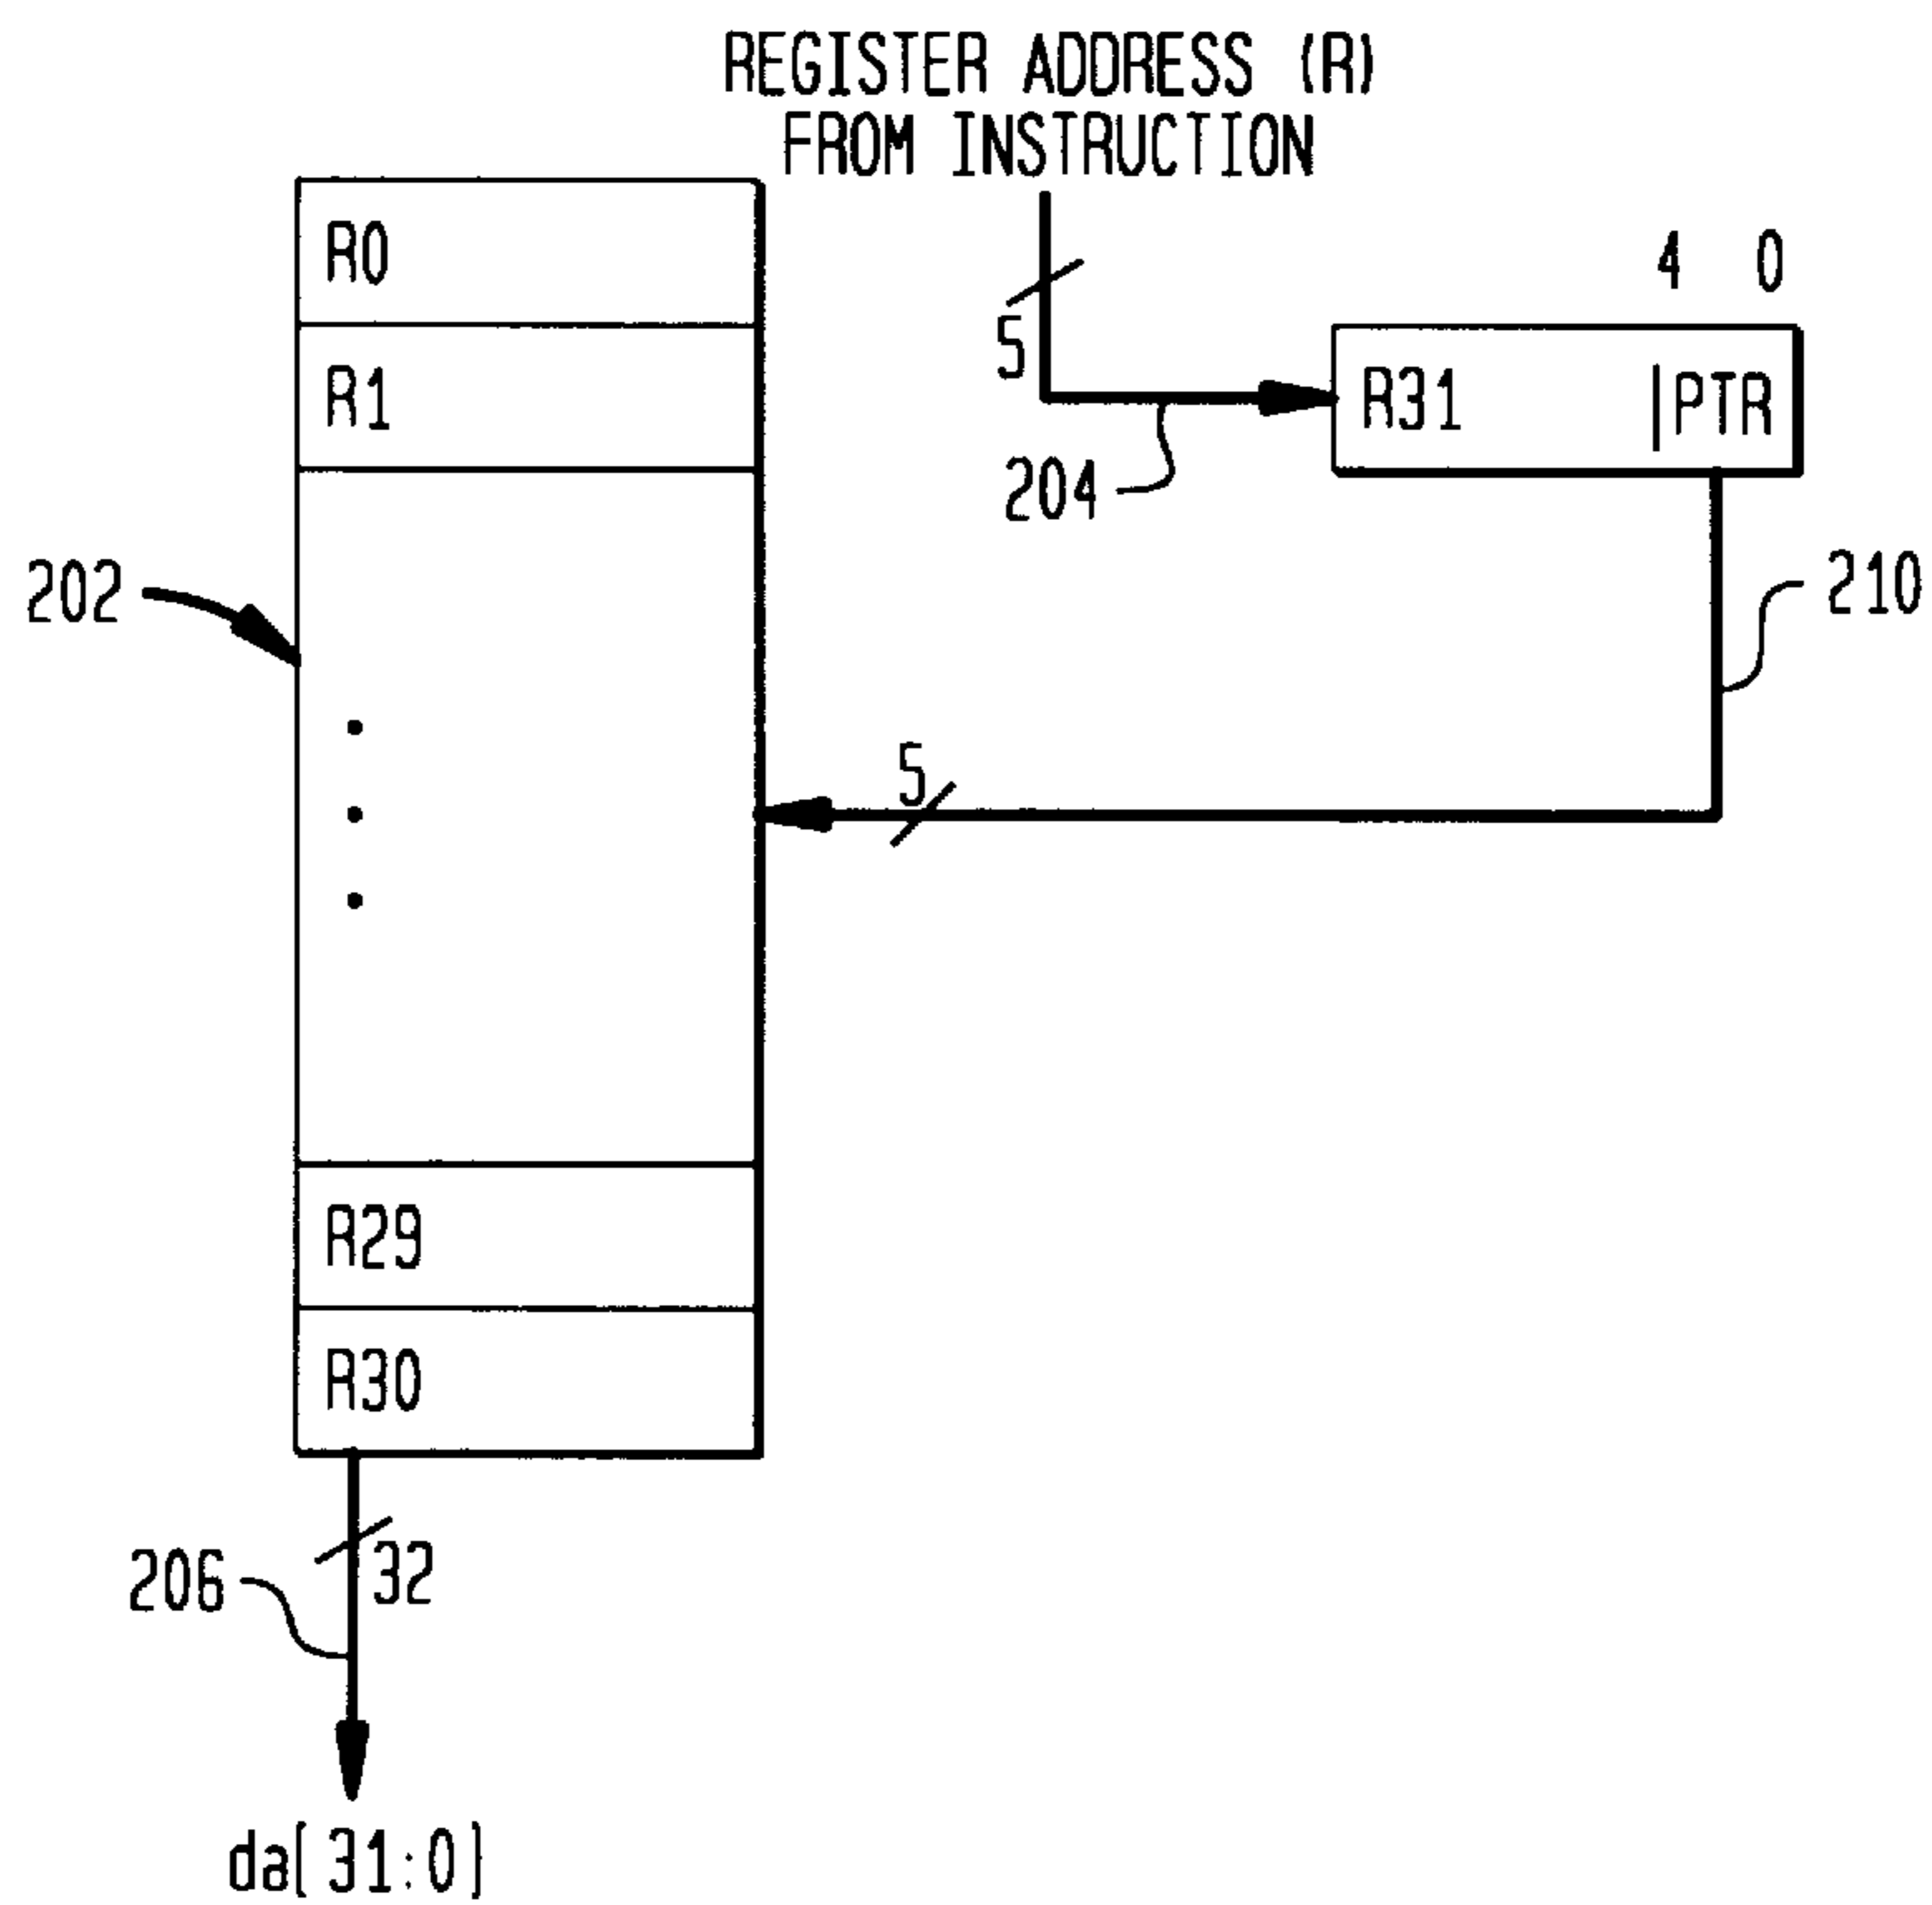 REGISTER ADDRESS (R)
FROM INSTRUCTION
R0
4 0
5
R1
R31 |PTR
204
202
210
5
R29
R30
32
206
da[31:0]